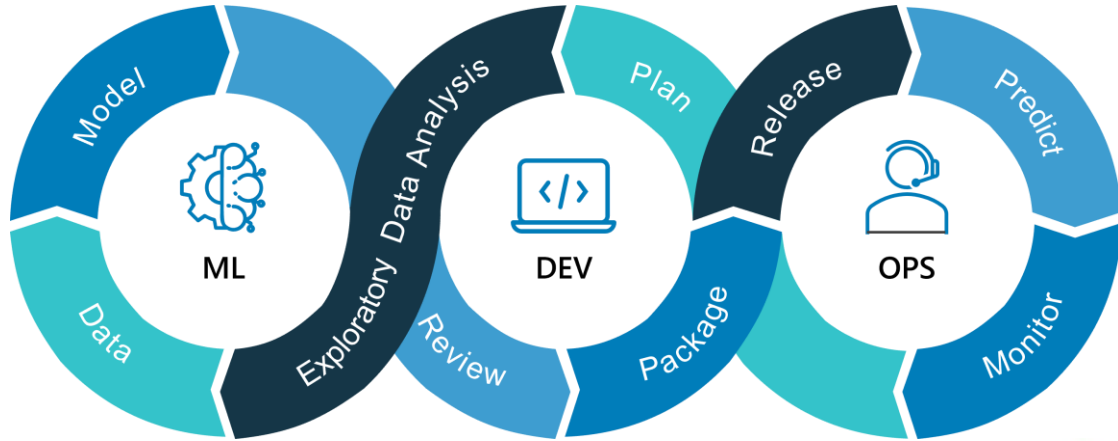 Model
Data
ML
Exploratory Data Analysis
Review
Plan
DEV
Package
Release
OPS
Predict
Monitor